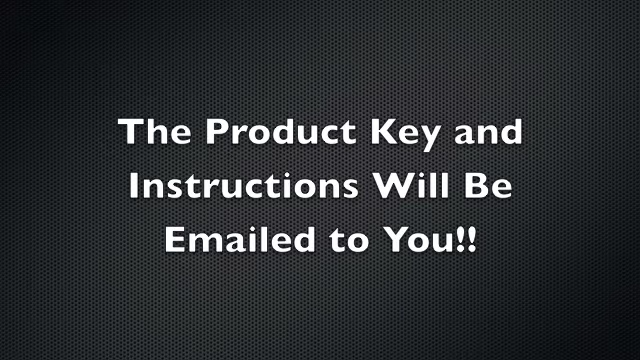 The Product Key and
Instructions Will Be
Emailed to You!!